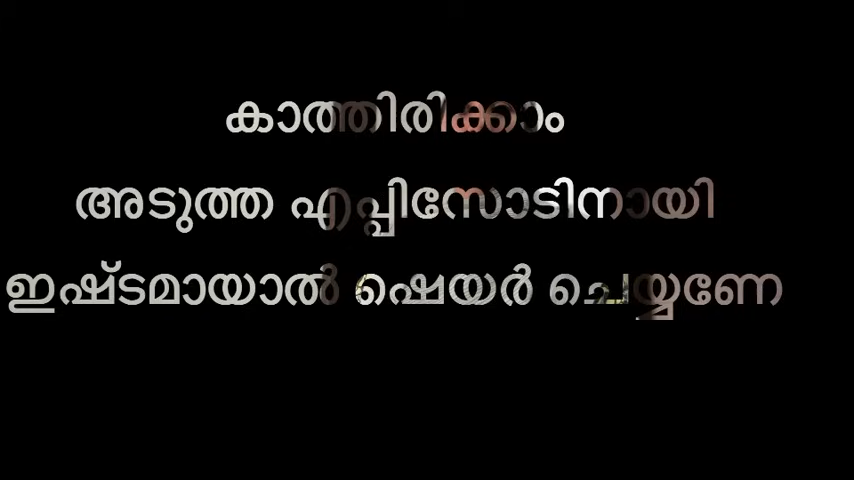 കാത്തിരിക്കാം
അടുത്ത എപ്പിസോടിനായി
ഇഷ്ടമായാൽ ഷെയർ ചെയ്യണേ